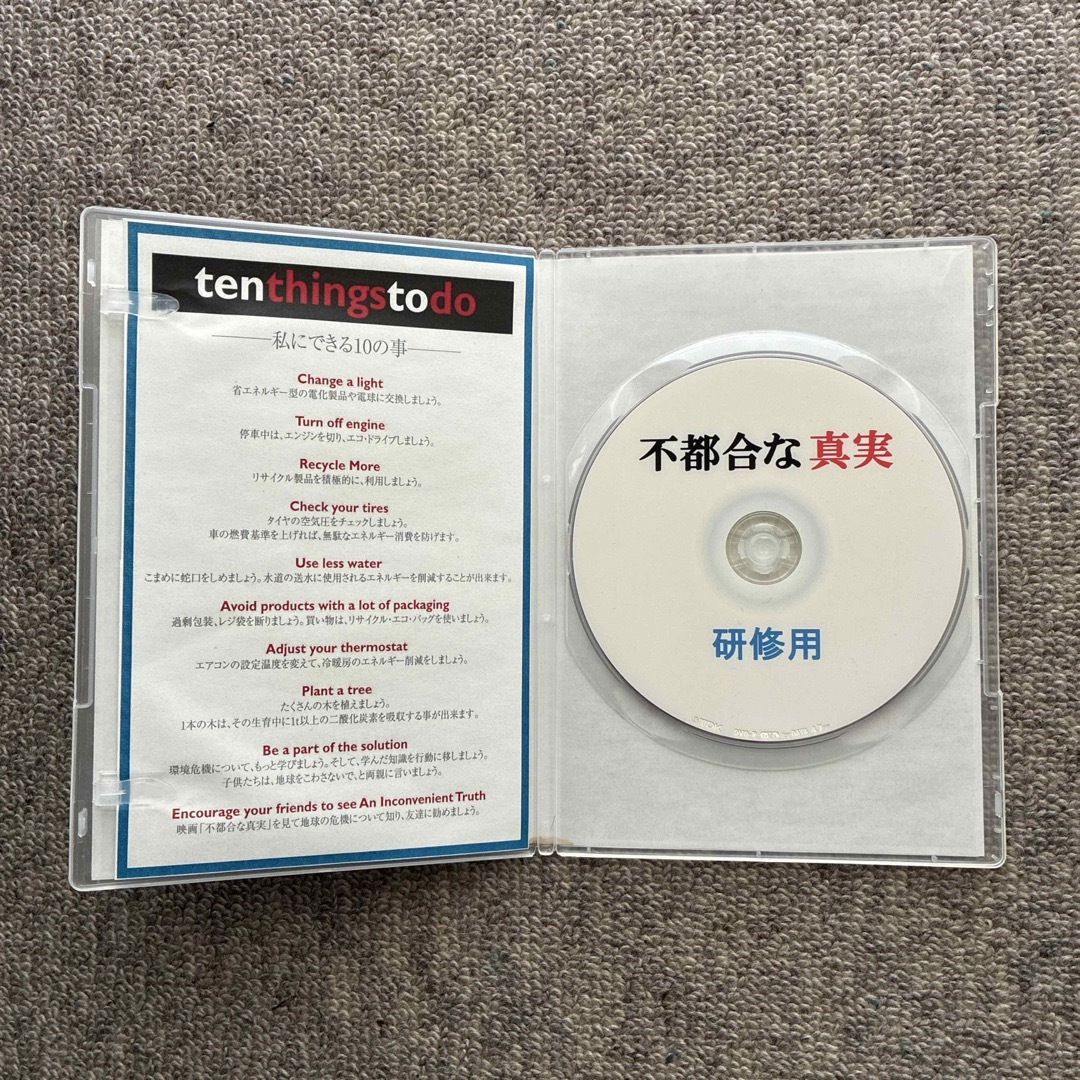 tenthingstodo
私にできる10の事
Change a light
省エネルギー型の電化製品や電球に交換しましょう。
Turn off engine
停車中は、エンジンを切り、エコ・ドライブしましょう。
Recycle More
リサイクル製品を積極的に、利用しましょう。
Check your tires
タイヤの空気圧をチェックしましょう。
車の燃費基準を上げれば、無駄なエネルギー消費を防げます。
Use less water
こまめに蛇口をしめましょう。水道の送水に使用されるエネルギーを削減することが出来ます。
Avoid products with a lot of packaging
過剰包装、レジ袋を断りましょう。買い物は、リサイクル・エコ・バッグを使いましょう。
Adjust your thermostat
エアコンの設定温度を変えて、冷暖房のエネルギー削減をしましょう。
Plant a tree
たくさんの木を植えましょう。
1本の木は、その生育中に1t以上の二酸化炭素を吸収する事が出来ます。
Be a part of the solution
環境危機について、もっと学びましょう。そして、学んだ知識を行動に移しましょう。
子供たちは、地球をこわさないで、と両親に言いましょう。
Encourage your friends to see An Inconvenient Truth
映画「不都合な真実」を見て地球の危機について知り、友達に勧めましょう。
不都合な真実
研修用